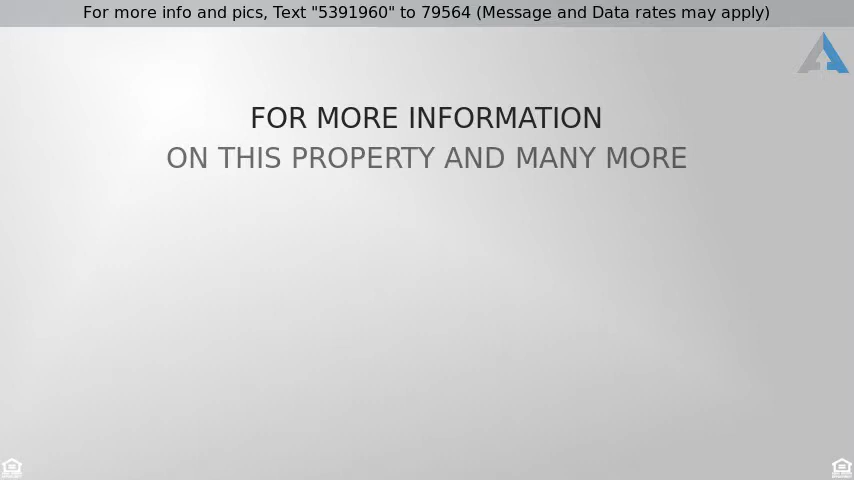 For more info and pics, Text "5391960" to 79564 (Message and Data rates may apply)
FOR MORE INFORMATION
ON THIS PROPERTY AND MANY MORE